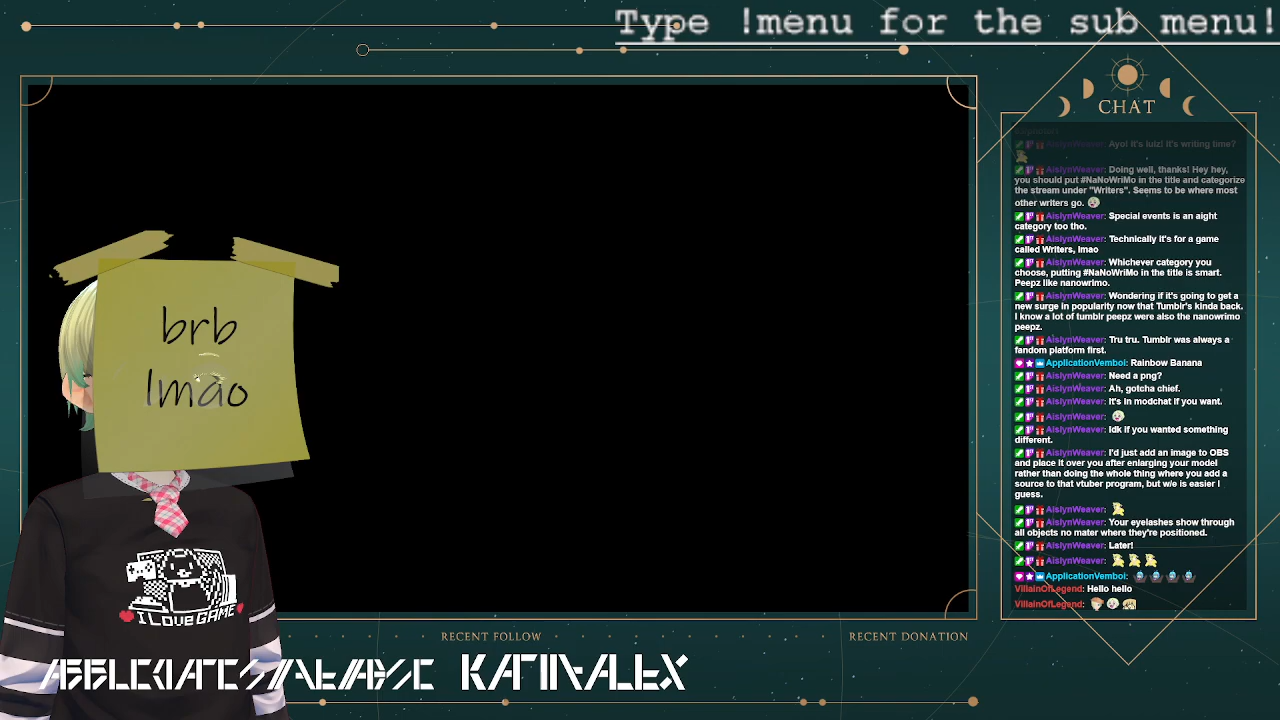 Type !menu for the sub menu!
CHAT
AislynWeaver: Ayo! It's lulz! It's writing time?
AislynWeaver: Doing well, thanks! Hey hey,
you should put #NaNoWriMo in the title and categorize
the stream under "Writers". Seems to be where most
other writers go.
AislynWeaver: Special events is an aight
category too tho.
AislynWeaver: Technically it's for a game
called Writers, lmao
AislynWeaver: Whichever category you
choose, putting #NaNoWriMo in the title is smart.
Peepz like nanowrimo.
AislynWeaver: Wondering if it's going to get a
new surge in popularity now that Tumblr's kinda back.
I know a lot of tumblr peepz were also the nanowrimo
peepz.
AislynWeaver: Tru tru. Tumblr was always a
fandom platform first.
ApplicationVemboi: Rainbow Banana
AislynWeaver: Need a png?
AislynWeaver: Ah, gotcha chief.
AislynWeaver: It's in modchat if you want.
AislynWeaver:
AislynWeaver: Idk if you wanted something
different.
AislynWeaver: I'd just add an image to OBS
and place it over you after enlarging your model
rather than doing the whole thing where you add a
source to that vtuber program, but w/e is easier I
guess.
AislynWeaver:
AislynWeaver: Your eyelashes show through
all objects no mater where they're positioned.
AislynWeaver: Later!
AislynWeaver:
ApplicationVemboi:
VillainOfLegend: Hello hello
VillainOfLegend:
brb
lmao
I LOVE GAME
RECENT FOLLOW
RECENT DONATION
KATINALEX